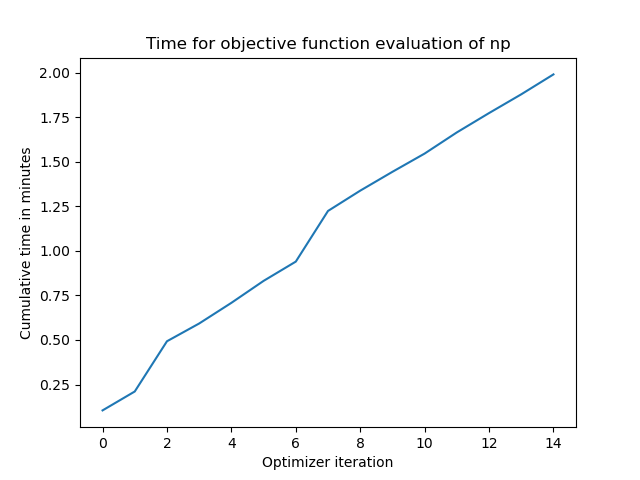 Time for objective function evaluation of np
Cumulative time in minutes
2.00
1.75
1.50
1.25
1.00
0.75
0.50
0.25
0 2 4 6 8 10 12 14
Optimizer iteration